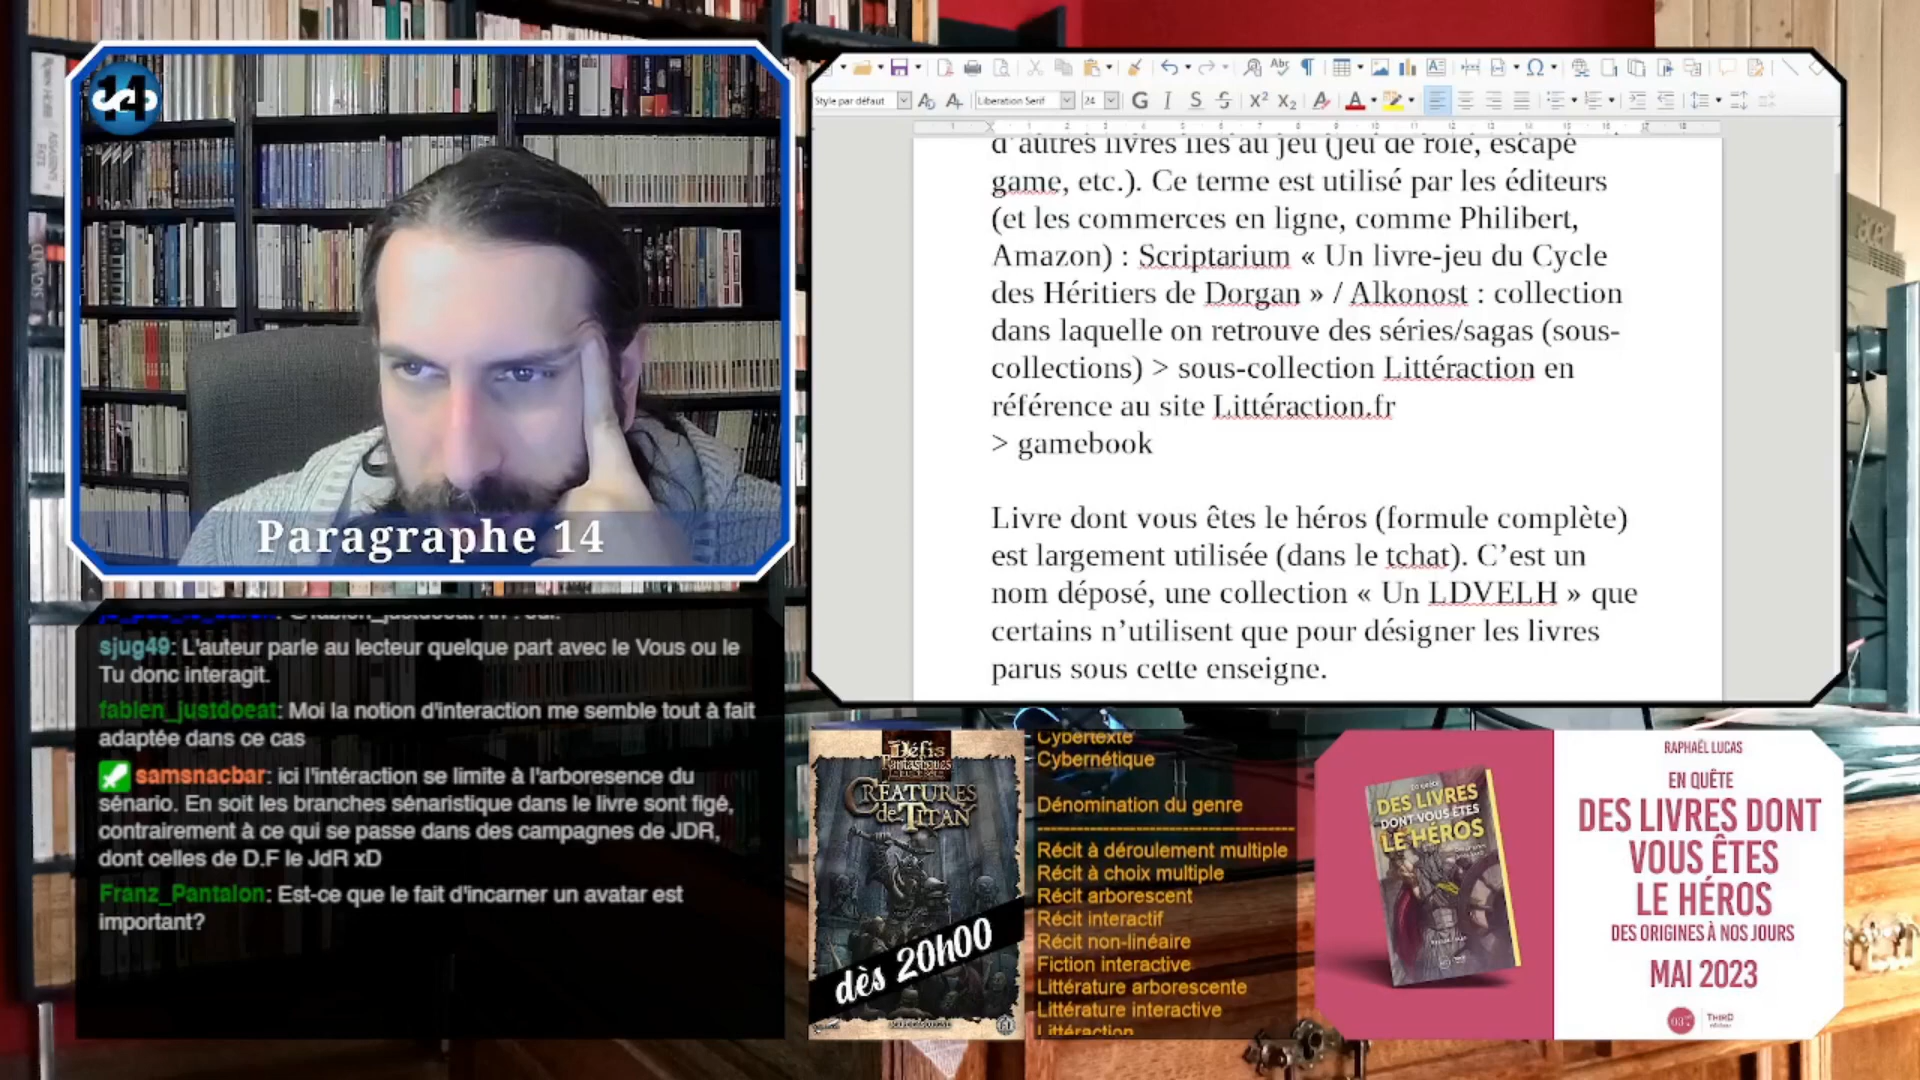 14
Paragraphe 14
Style par défaut
Liberation Serif
24
d'autres livres liés au jeu (jeu de rôle, escape
game, etc.). Ce terme est utilisé par les éditeurs
(et les commerces en ligne, comme Philibert,
Amazon) : Scriptarium « Un livre-jeu du Cycle
des Héritiers de Dorgan » / Alkonost : collection
dans laquelle on retrouve des séries/sagas (sous-
collections) > sous-collection Littéraction en
référence au site Littéraction.fr
> gamebook
Livre dont vous êtes le héros (formule complète)
est largement utilisée (dans le tchat). C'est un
nom déposé, une collection « Un LDVELH » que
certains n'utilisent que pour désigner les livres
parus sous cette enseigne.
sjug49: L'auteur parle au lecteur quelque part avec le Vous ou le
Tu donc interagit.
fabien_justdoeat: Moi la notion d'interaction me semble tout à fait
adaptée dans ce cas
samsnacbar: ici l'intéraction se limite à l'arboresence du
sénario. En soit les branches sénaristique dans le livre sont figé,
contrairement à ce qui se passe dans des campagnes de JDR,
dont celles de D.F le JdR xD
Franz_Pantalon: Est-ce que le fait d'incarner un avatar est
important?
Défis
Fantastiques
CRÉATURES
de TITAN
dès 20h00
Cybertexte
Cybernétique
Dénomination du genre
Récit à déroulement multiple
Récit à choix multiple
Récit arborescent
Récit interactif
Récit non-linéaire
Fiction interactive
Littérature arborescente
Littérature interactive
Littéraction
DES LIVRES
DONT VOUS ÊTES
LE HÉROS
RAPHAËL LUCAS
EN QUÊTE
DES LIVRES DONT
VOUS ÊTES
LE HÉROS
DES ORIGINES À NOS JOURS
MAI 2023
THIRD
acer